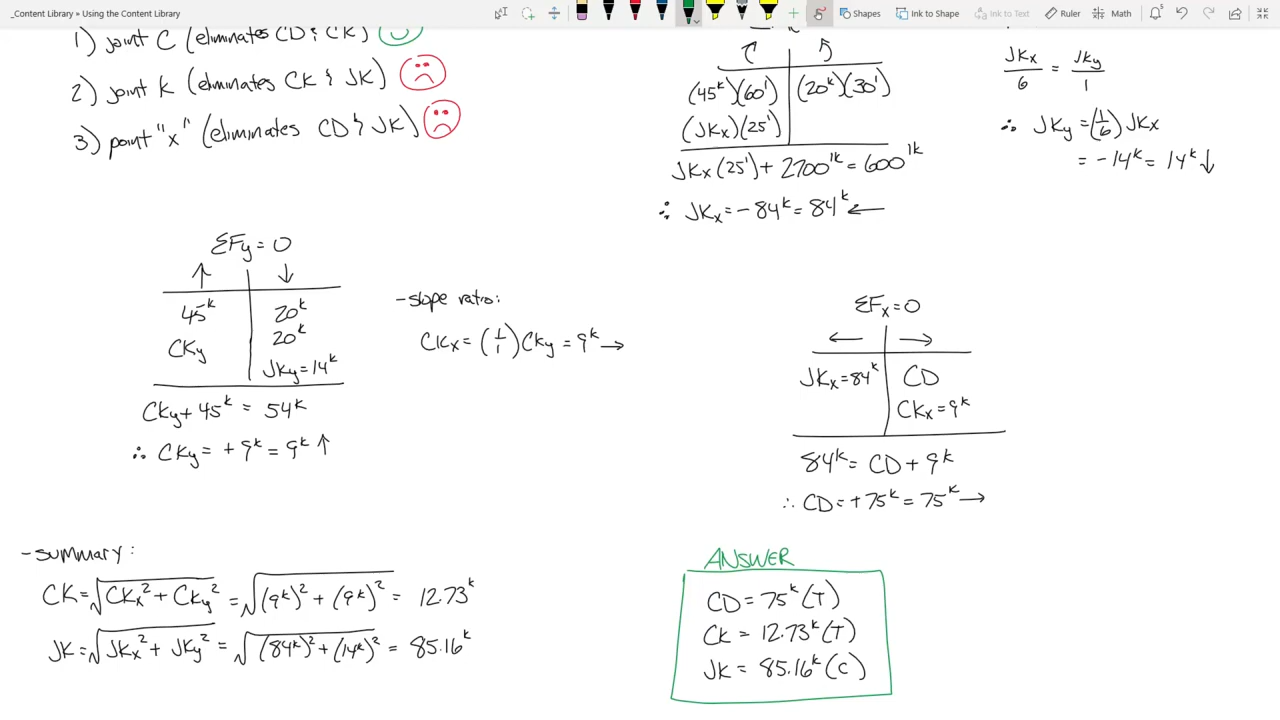 _Content Library » Using the Content Library
Shapes
Ink to Shape
Ink to Text
Ruler
Math
1) joint C (eliminates CD & CK)
2) joint K (eliminates CK & JK)
3) point "x" (eliminates CD & JK)
(45ᵏ)(60') | (20ᵏ)(30')
(JKx)(25')
JKx(25') + 2700'ᵏ = 600'ᵏ
∴ JKx = -84ᵏ = 84ᵏ ←
JKx/6 = JKy/1
∴ JKy = (1/6) JKx
= -14ᵏ = 14ᵏ ↓
ΣFy = 0
↑ | ↓
45ᵏ | 20ᵏ
CKy | 20ᵏ
JKy = 14ᵏ
CKy + 45ᵏ = 54ᵏ
∴ CKy = +9ᵏ = 9ᵏ ↑
-slope ratio:
CKx = (1/1) CKy = 9ᵏ →
ΣFx = 0
← | →
JKx = 84ᵏ | CD
CKx = 9ᵏ
84ᵏ = CD + 9ᵏ
∴ CD = +75ᵏ = 75ᵏ →
-summary:
CK = √(CKx² + CKy²) = √((9ᵏ)² + (9ᵏ)²) = 12.73ᵏ
JK = √(JKx² + JKy²) = √((84ᵏ)² + (14ᵏ)²) = 85.16ᵏ
ANSWER
CD = 75ᵏ (T)
CK = 12.73ᵏ (T)
JK = 85.16ᵏ (C)